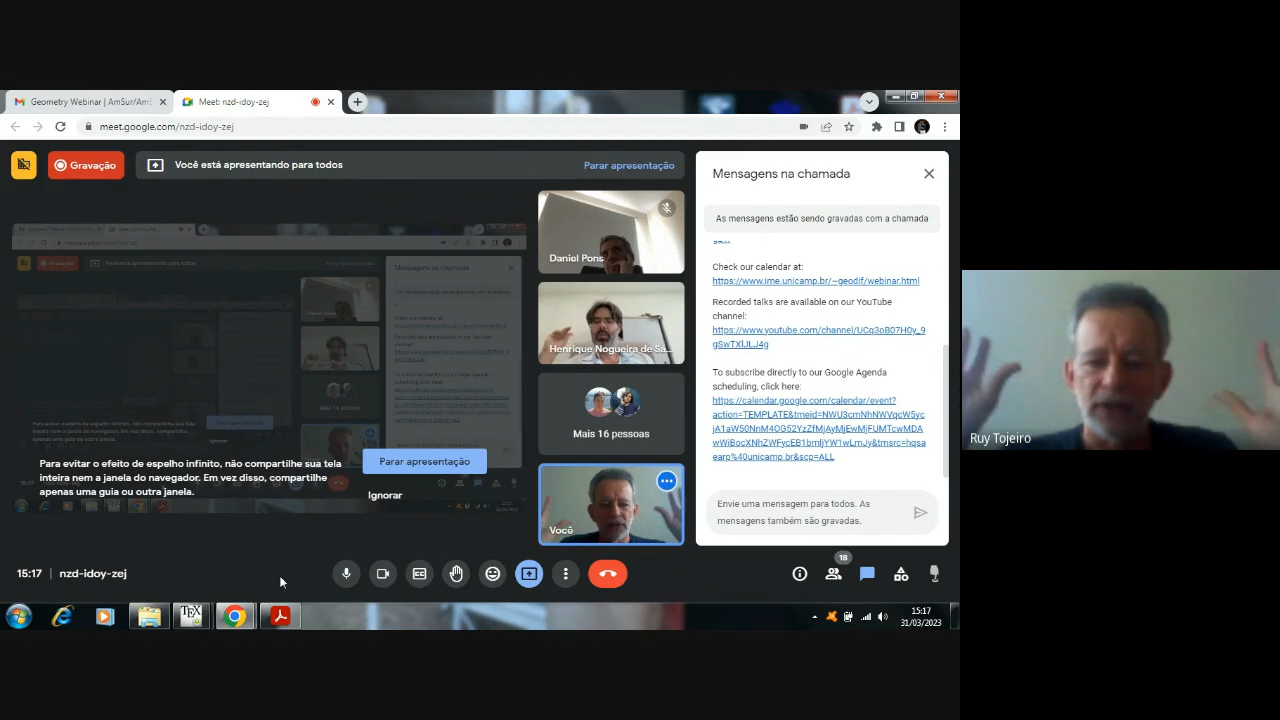 Geometry Webinar | AmSur/AmS
Meet: nzd-idoy-zej
meet.google.com/nzd-idoy-zej
Gravação
Você está apresentando para todos
Parar apresentação
Daniel Pons
Henrique Nogueira de Sá...
Mais 16 pessoas
Você
Para evitar o efeito de espelho infinito, não compartilhe sua tela
inteira nem a janela do navegador. Em vez disso, compartilhe
apenas uma guia ou outra janela.
Parar apresentação
Ignorar
Mensagens na chamada
As mensagens estão sendo gravadas com a chamada
Check our calendar at:
https://www.ime.unicamp.br/~geodif/webinar.html
Recorded talks are available on our YouTube
channel:
https://www.youtube.com/channel/UCq3oB07H0y_9
gSwTXlJLJ4g
To subscribe directly to our Google Agenda
scheduling, click here:
https://calendar.google.com/calendar/event?
action=TEMPLATE&tmeid=NWU3cmNhNWVqcW5yc
jA1aW50NnM4OG52YzZfMjAyMjEwMjFUMTcwMDA
wWiBocXNhZWFycEB1bmljYW1wLmJy&tmsrc=hqsa
earp%40unicamp.br&scp=ALL
Envie uma mensagem para todos. As
mensagens também são gravadas.
15:17 | nzd-idoy-zej
18
TEX
15:17
31/03/2023
Ruy Tojeiro